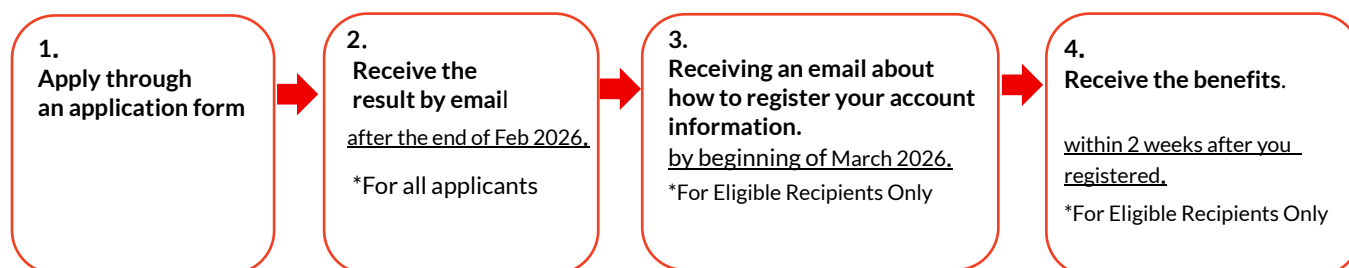 1.
Apply through
an application form
2.
Receive the
result by email
after the end of Feb 2026.
*For all applicants
3.
Receiving an email about
how to register your account
information.
by beginning of March 2026.
*For Eligible Recipients Only
4.
Receive the benefits.
within 2 weeks after you
registered.
*For Eligible Recipients Only